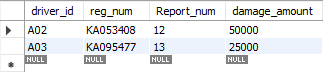 driver_id reg_num Report_num damage_amount
A02 KA053408 12 50000
A03 KA095477 13 25000
NULL NULL NULL NULL